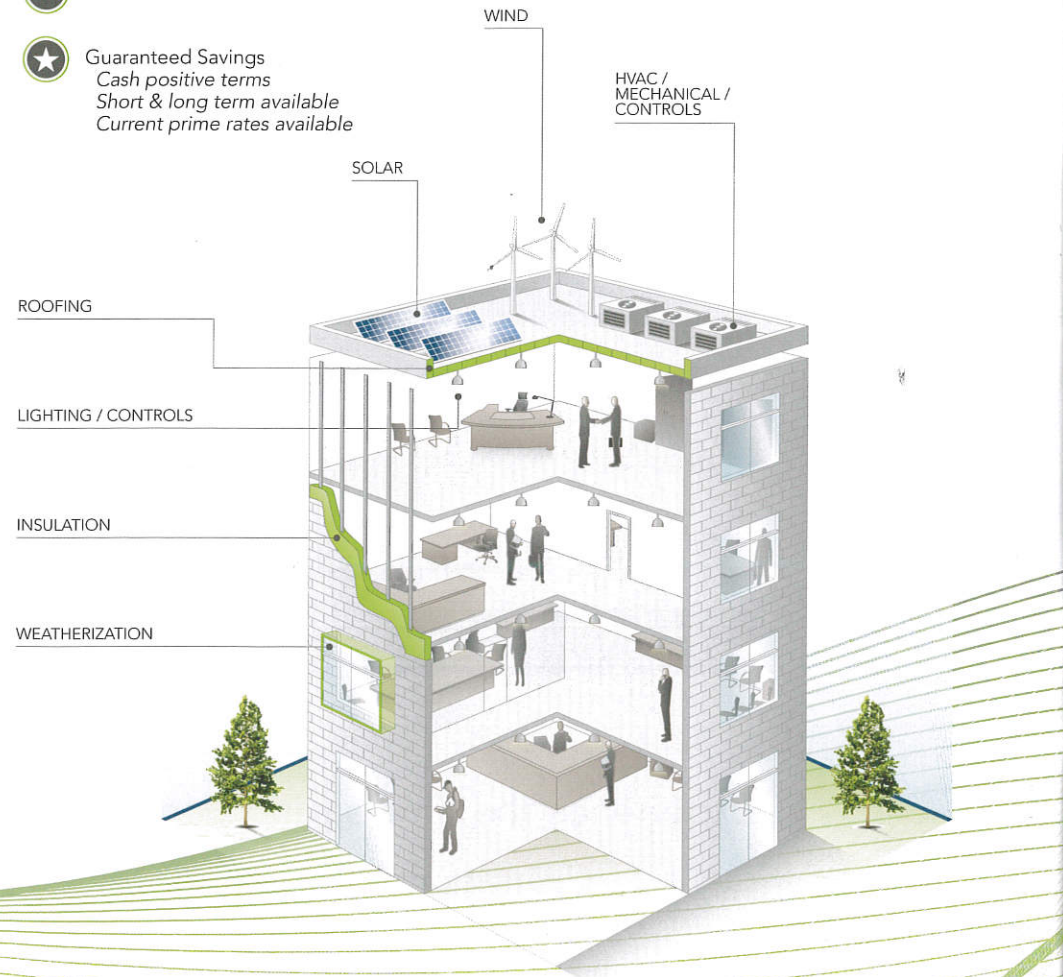 WIND
Guaranteed Savings
Cash positive terms
Short & long term available
Current prime rates available
HVAC /
MECHANICAL /
CONTROLS
SOLAR
ROOFING
LIGHTING / CONTROLS
INSULATION
WEATHERIZATION